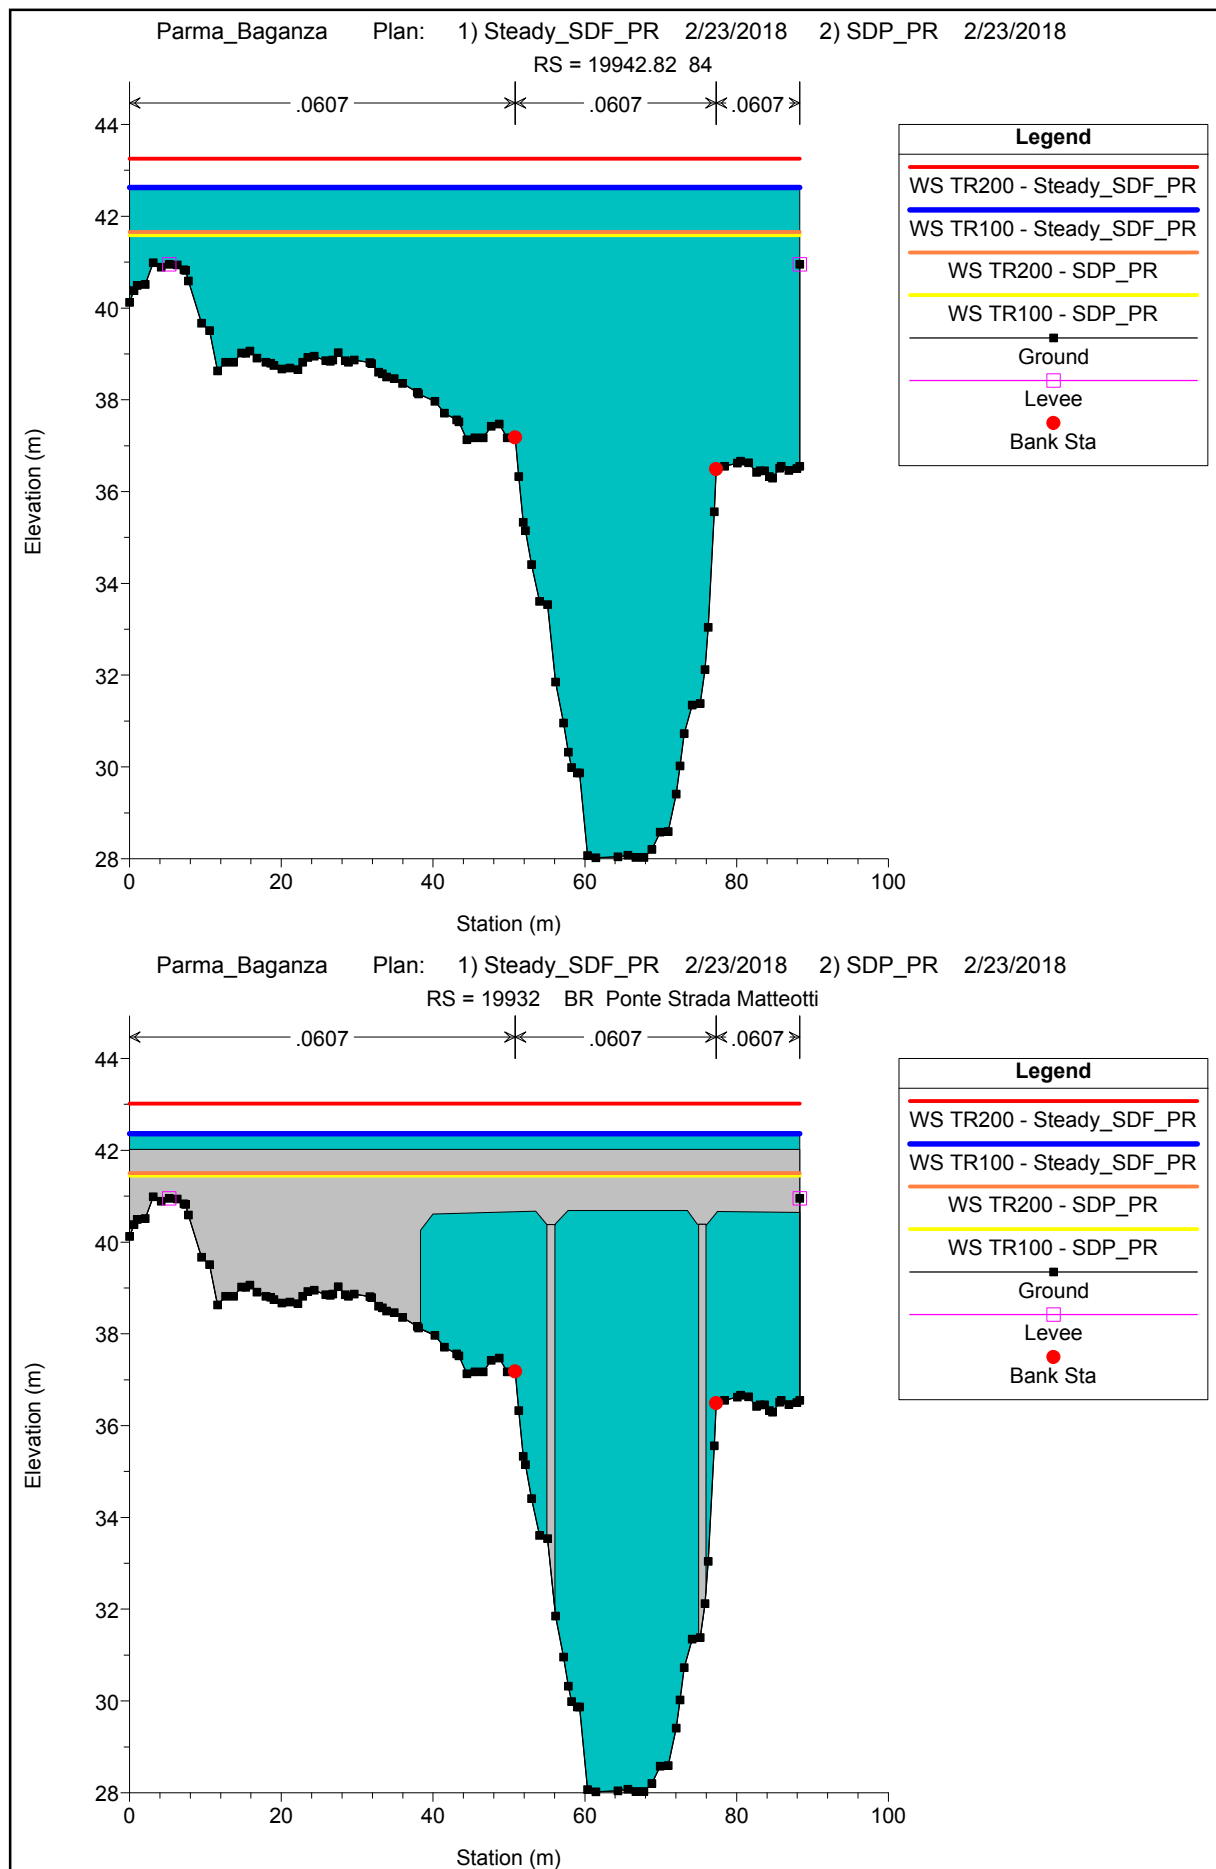 Parma_Baganza Plan: 1) Steady_SDF_PR 2/23/2018 2) SDP_PR 2/23/2018
RS = 19942.82 84
.0607 .0607 .0607
44
42
40
38
36
34
32
30
28
Elevation (m)
0 20 40 60 80 100
Station (m)
Legend
WS TR200 - Steady_SDF_PR
WS TR100 - Steady_SDF_PR
WS TR200 - SDP_PR
WS TR100 - SDP_PR
Ground
Levee
Bank Sta
Parma_Baganza Plan: 1) Steady_SDF_PR 2/23/2018 2) SDP_PR 2/23/2018
RS = 19932 BR Ponte Strada Matteotti
.0607 .0607 .0607
44
42
40
38
36
34
32
30
28
Elevation (m)
0 20 40 60 80 100
Station (m)
Legend
WS TR200 - Steady_SDF_PR
WS TR100 - Steady_SDF_PR
WS TR200 - SDP_PR
WS TR100 - SDP_PR
Ground
Levee
Bank Sta